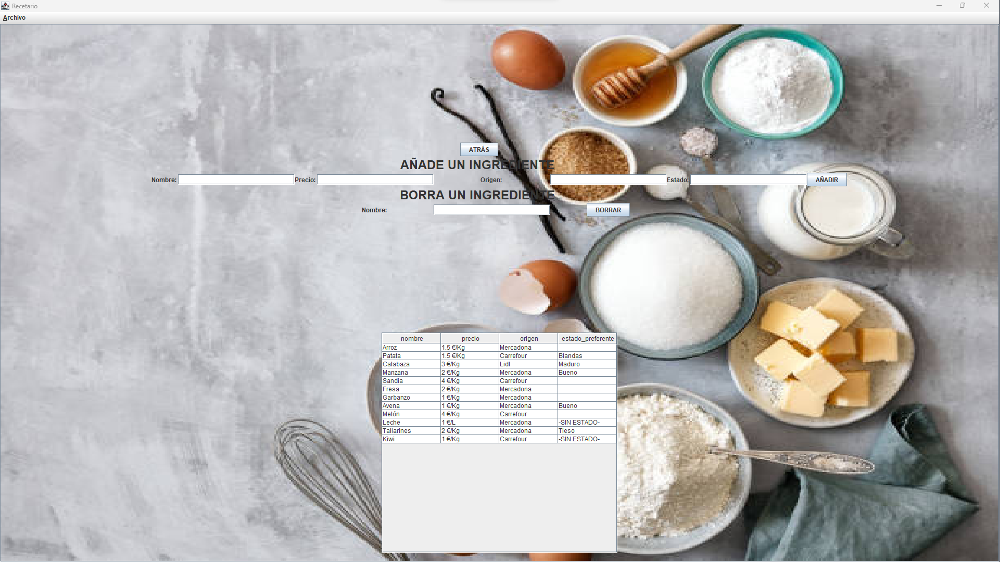 Recetario
Archivo
ATRÁS
AÑADE UN INGREDIENTE
Nombre: Precio: Origen: Estado: AÑADIR
BORRA UN INGREDIENTE
Nombre: BORRAR
nombre precio origen estado_preferente
Arroz 1.5 €/Kg Mercadona
Patata 1.5 €/Kg Carrefour Blandas
Calabaza 3 €/Kg Lidl Maduro
Manzana 2 €/Kg Mercadona Bueno
Sandia 4 €/Kg Carrefour
Fresa 2 €/Kg Mercadona
Garbanzo 1 €/Kg Mercadona
Avena 1 €/Kg Mercadona Bueno
Melón 4 €/Kg Carrefour
Leche 1 €/L Mercadona -SIN ESTADO-
Tallarines 2 €/Kg Mercadona Tieso
Kiwi 1 €/Kg Carrefour -SIN ESTADO-